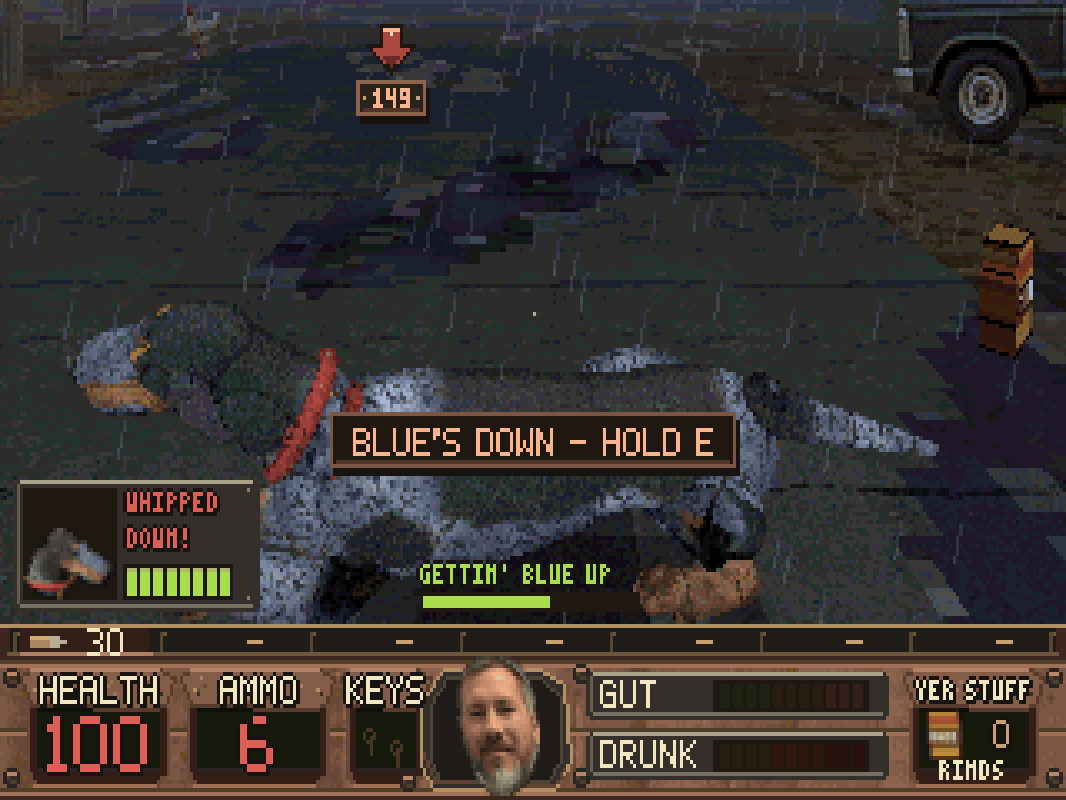 ·149·
BLUE'S DOWN - HOLD E
WHIPPED
DOWN!
GETTIN' BLUE UP
30
HEALTH
100
AMMO
6
KEYS
GUT
DRUNK
YER STUFF
0
RINDS